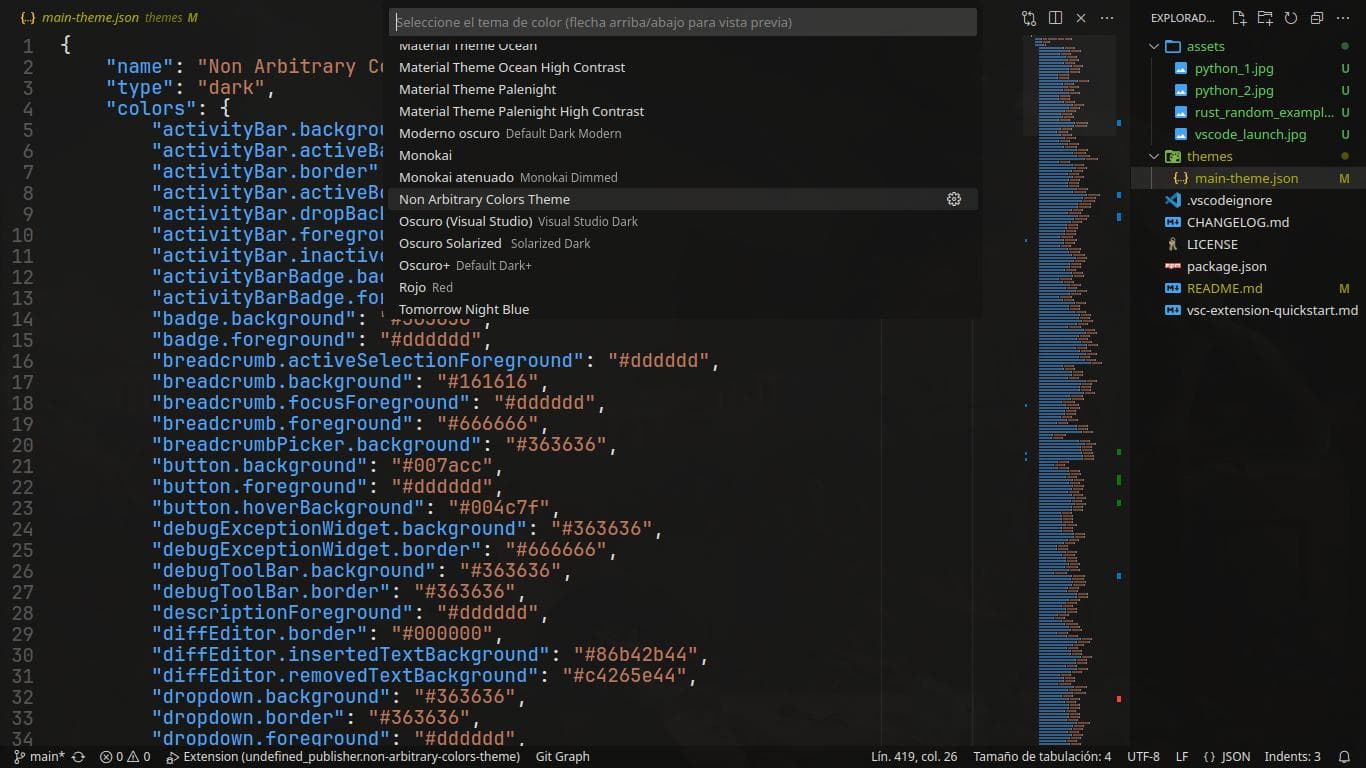 main-theme.json themes M
Seleccione el tema de color (flecha arriba/abajo para vista previa)
Material Theme Ocean
Material Theme Ocean High Contrast
Material Theme Palenight
Material Theme Palenight High Contrast
Moderno oscuro Default Dark Modern
Monokai
Monokai atenuado Monokai Dimmed
Non Arbitrary Colors Theme
Oscuro (Visual Studio) Visual Studio Dark
Oscuro Solarized Solarized Dark
Oscuro+ Default Dark+
Rojo Red
Tomorrow Night Blue
1 {
2 "name": "Non Arbitrary Co
3 "type": "dark",
4 "colors": {
5 "activityBar.backgrou
6 "activityBar.activeBa
7 "activityBar.border"
8 "activityBar.activeBo
9 "activityBar.dropBack
10 "activityBar.foregrou
11 "activityBar.inactive
12 "activityBarBadge.bac
13 "activityBarBadge.for
14 "badge.background": "#363636",
15 "badge.foreground": "#dddddd",
16 "breadcrumb.activeSelectionForeground": "#dddddd",
17 "breadcrumb.background": "#161616",
18 "breadcrumb.focusForeground": "#dddddd",
19 "breadcrumb.foreground": "#666666",
20 "breadcrumbPicker.background": "#363636",
21 "button.background": "#007acc",
22 "button.foreground": "#dddddd",
23 "button.hoverBackground": "#004c7f",
24 "debugExceptionWidget.background": "#363636",
25 "debugExceptionWidget.border": "#666666",
26 "debugToolBar.background": "#363636",
27 "debugToolBar.border": "#363636",
28 "descriptionForeground": "#dddddd",
29 "diffEditor.border": "#000000",
30 "diffEditor.insertedTextBackground": "#86b42b44",
31 "diffEditor.removedTextBackground": "#c4265e44",
32 "dropdown.background": "#363636",
33 "dropdown.border": "#363636",
34 "dropdown.foreground": "#dddddd",
EXPLORAD...
assets
python_1.jpg U
python_2.jpg U
rust_random_exampl... U
vscode_launch.jpg U
themes
{..} main-theme.json M
.vscodeignore
CHANGELOG.md
LICENSE
package.json
README.md M
vsc-extension-quickstart.md
main* 0 0 Extension (undefined_publisher.non-arbitrary-colors-theme) Git Graph Lín. 419, col. 26 Tamaño de tabulación: 4 UTF-8 LF {} JSON Indents: 3